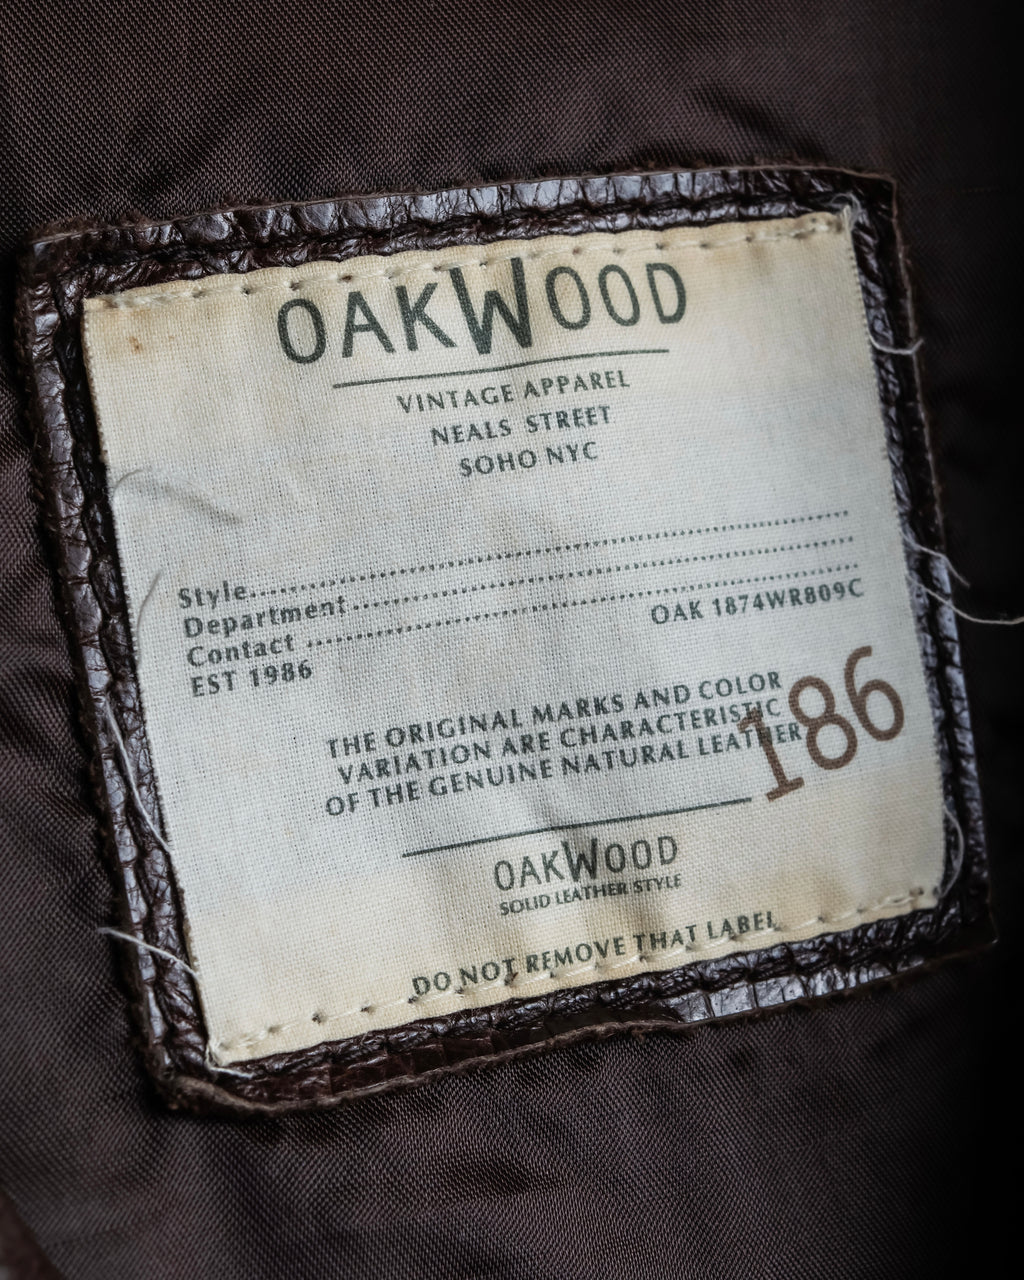 OAKWOOD
VINTAGE APPAREL
NEALS STREET
SOHO NYC
Style..............................
Department..............................
Contact..............................
OAK 1874WR809C
EST 1986
186
THE ORIGINAL MARKS AND COLOR
VARIATION ARE CHARACTERISTIC
OF THE GENUINE NATURAL LEATHER
OAKWOOD
SOLID LEATHER STYLE
DO NOT REMOVE THAT LABEL